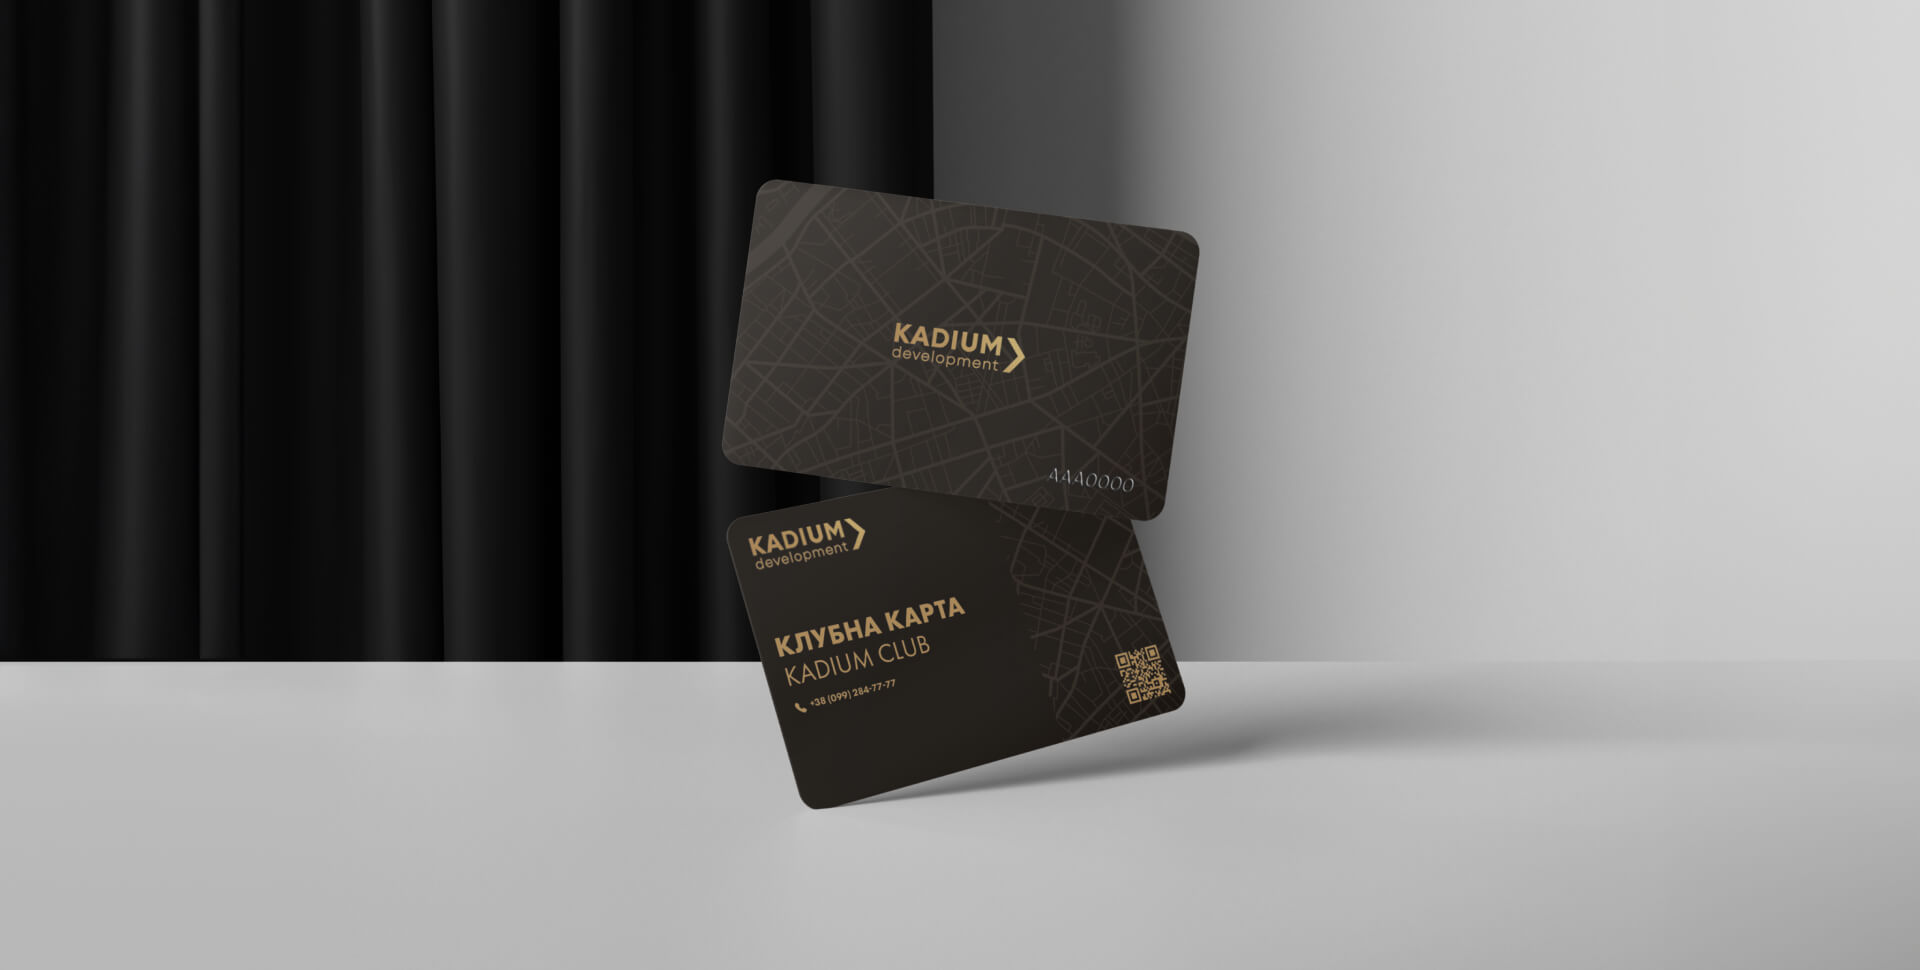 KADIUM
development
AAA0000
KADIUM
development
КЛУБНА КАРТА
KADIUM CLUB
+38 (099) 284-77-77